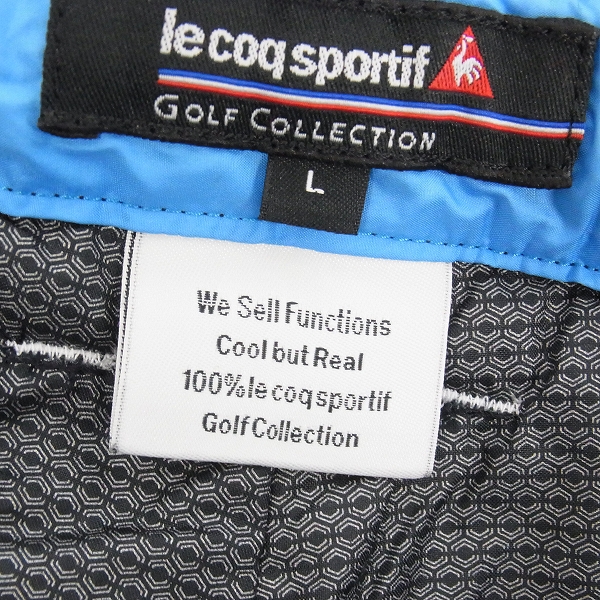 le coq sportif
GOLF COLLECTION
L
We Sell Functions
Cool but Real
100%le coq sportif
Golf Collection